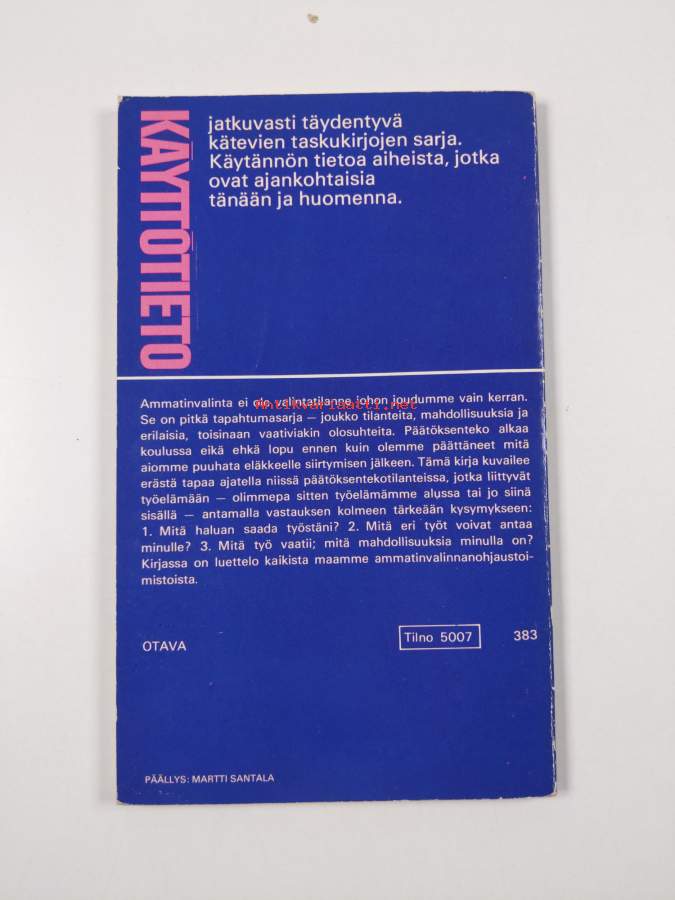 KÄYTTÖTIETO
jatkuvasti täydentyvä
kätevien taskukirjojen sarja.
Käytännön tietoa aiheista, jotka
ovat ajankohtaisia
tänään ja huomenna.
Ammatinvalinta ei ole valintatilanne johon joudumme vain kerran.
antikvariaatti.net
Se on pitkä tapahtumasarja — joukko tilanteita, mahdollisuuksia ja
erilaisia, toisinaan vaativiakin olosuhteita. Päätöksenteko alkaa
koulussa eikä ehkä lopu ennen kuin olemme päättäneet mitä
aiomme puuhata eläkkeelle siirtymisen jälkeen. Tämä kirja kuvailee
erästä tapaa ajatella niissä päätöksentekotilanteissa, jotka liittyvät
työelämään — olimmepa sitten työelämämme alussa tai jo siinä
sisällä — antamalla vastauksen kolmeen tärkeään kysymykseen:
1. Mitä haluan saada työstäni? 2. Mitä eri työt voivat antaa
minulle? 3. Mitä työ vaatii; mitä mahdollisuuksia minulla on?
Kirjassa on luettelo kaikista maamme ammatinvalinnanohjaustoi-
mistoista.
OTAVA
Tilno 5007
383
PÄÄLLYS: MARTTI SANTALA